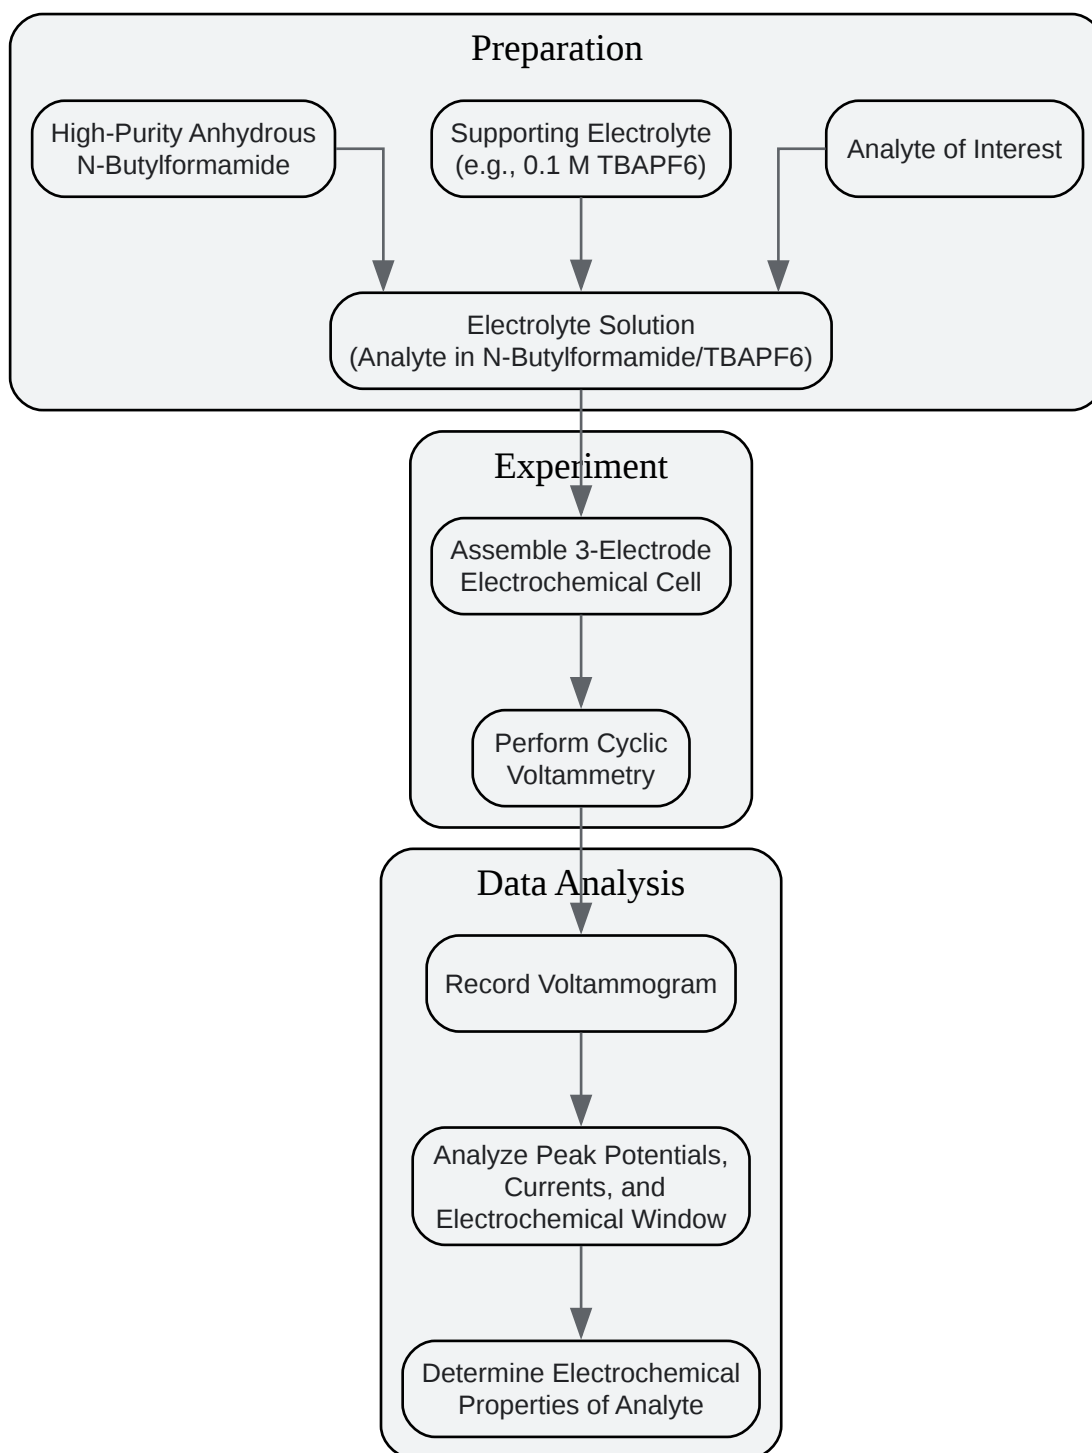 Preparation
High-Purity Anhydrous
N-Butylformamide
Supporting Electrolyte
(e.g., 0.1 M TBAPF6)
Analyte of Interest
Electrolyte Solution
(Analyte in N-Butylformamide/TBAPF6)
Experiment
Assemble 3-Electrode
Electrochemical Cell
Perform Cyclic
Voltammetry
Data Analysis
Record Voltammogram
Analyze Peak Potentials,
Currents, and
Electrochemical Window
Determine Electrochemical
Properties of Analyte